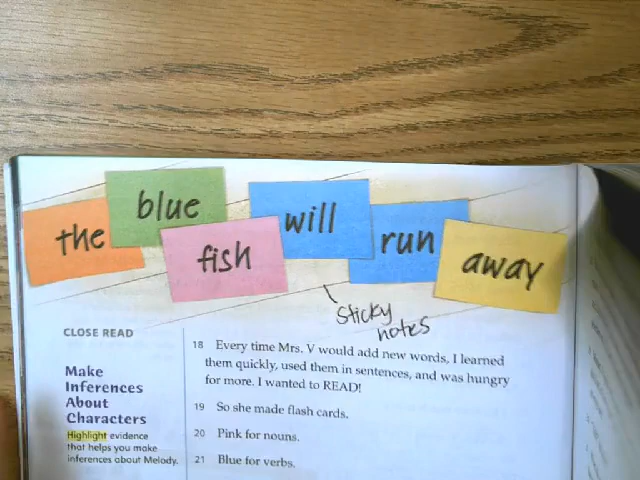 the blue fish will run away
Sticky
notes
CLOSE READ
Make
Inferences
About
Characters
Highlight evidence
that helps you make
inferences about Melody.
18 Every time Mrs. V would add new words, I learned
them quickly, used them in sentences, and was hungry
for more. I wanted to READ!
19 So she made flash cards.
20 Pink for nouns.
21 Blue for verbs.